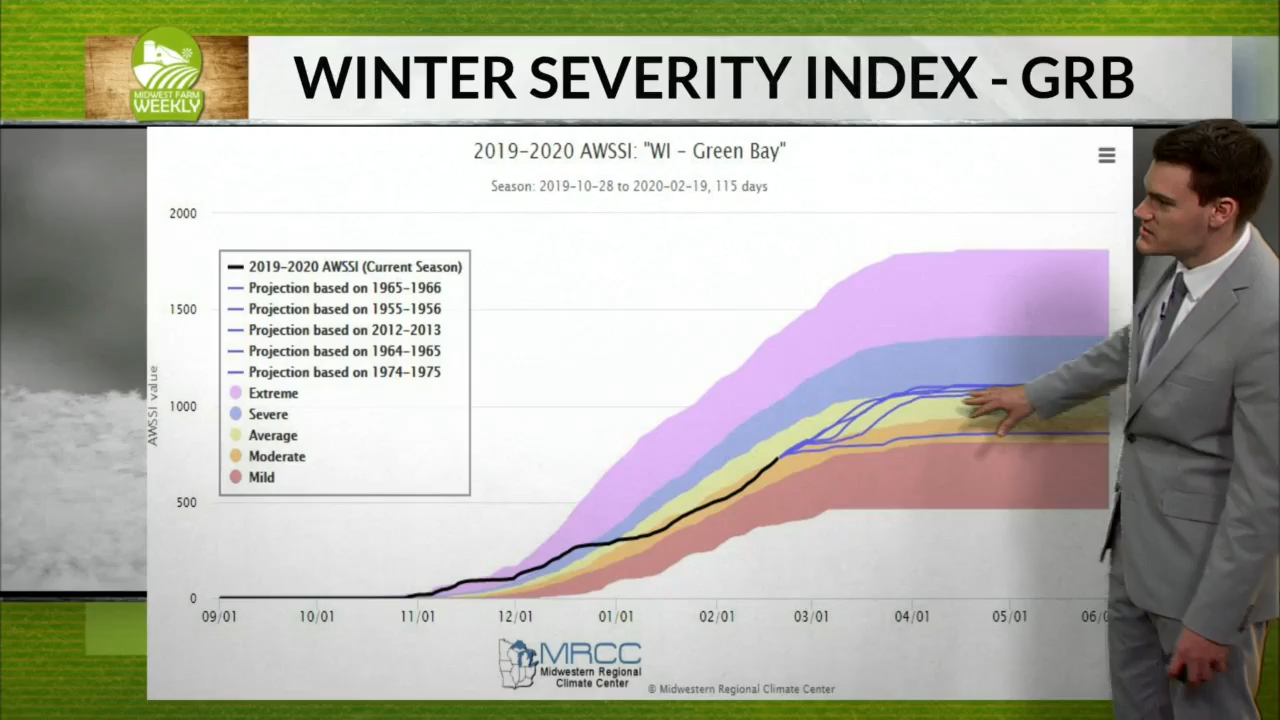 MIDWEST FARM
WEEKLY
WINTER SEVERITY INDEX - GRB
2019-2020 AWSSI: "WI - Green Bay"
Season: 2019-10-28 to 2020-02-19, 115 days
AWSSI value
2000
1500
1000
500
0
2019-2020 AWSSI (Current Season)
Projection based on 1965-1966
Projection based on 1955-1956
Projection based on 2012-2013
Projection based on 1964-1965
Projection based on 1974-1975
Extreme
Severe
Average
Moderate
Mild
09/01 10/01 11/01 12/01 01/01 02/01 03/01 04/01 05/01 06/0
MRCC
Midwestern Regional
Climate Center
© Midwestern Regional Climate Center